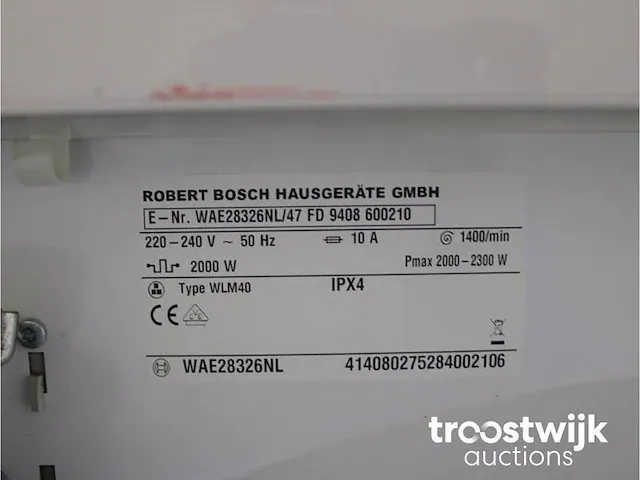 ROBERT BOSCH HAUSGERÄTE GMBH
E-Nr. WAE28326NL/47 FD 9408 600210
220-240 V ~ 50 Hz 10 A 1400/min
2000 W Pmax 2000-2300 W
Type WLM40 IPX4
CE
WAE28326NL 414080275284002106
troostwijk
auctions